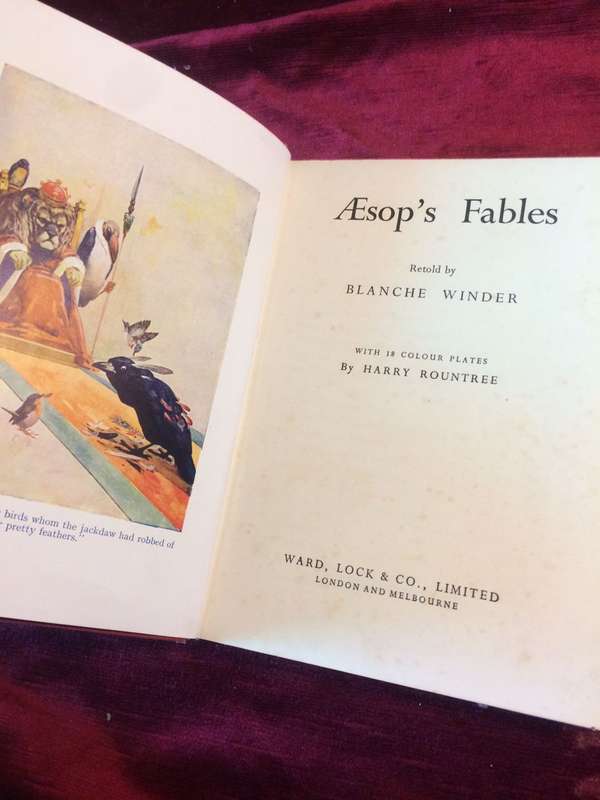 birds whom the jackdaw had robbed of
pretty feathers."
Æsop's Fables
Retold by
BLANCHE WINDER
WITH 18 COLOUR PLATES
By HARRY ROUNTREE
WARD, LOCK & CO., LIMITED
LONDON AND MELBOURNE